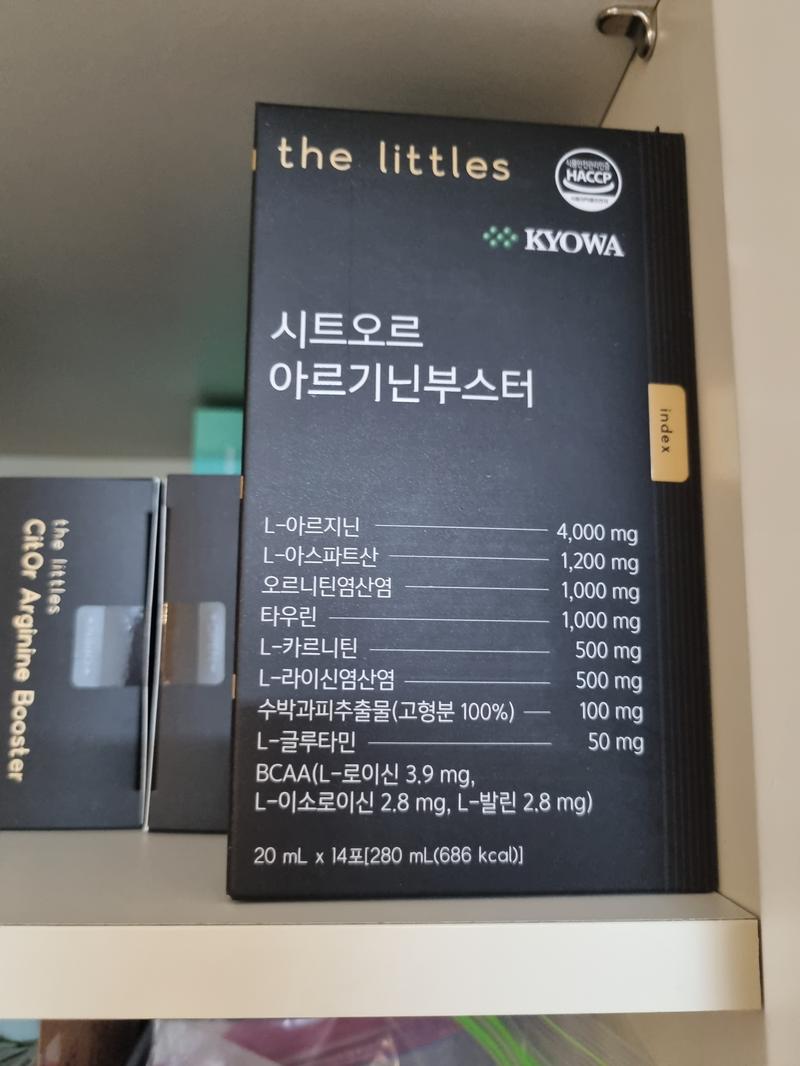 the littles
HACCP
KYOWA
시트오르
아르기닌부스터
index
L-아르지닌 4,000 mg
L-아스파트산 1,200 mg
오르니틴염산염 1,000 mg
타우린 1,000 mg
L-카르니틴 500 mg
L-라이신염산염 500 mg
수박과피추출물(고형분 100%) 100 mg
L-글루타민 50 mg
BCAA(L-로이신 3.9 mg,
L-이소로이신 2.8 mg, L-발린 2.8 mg)
20 mL x 14포[280 mL(686 kcal)]
the littles
CitOr Arginine Booster